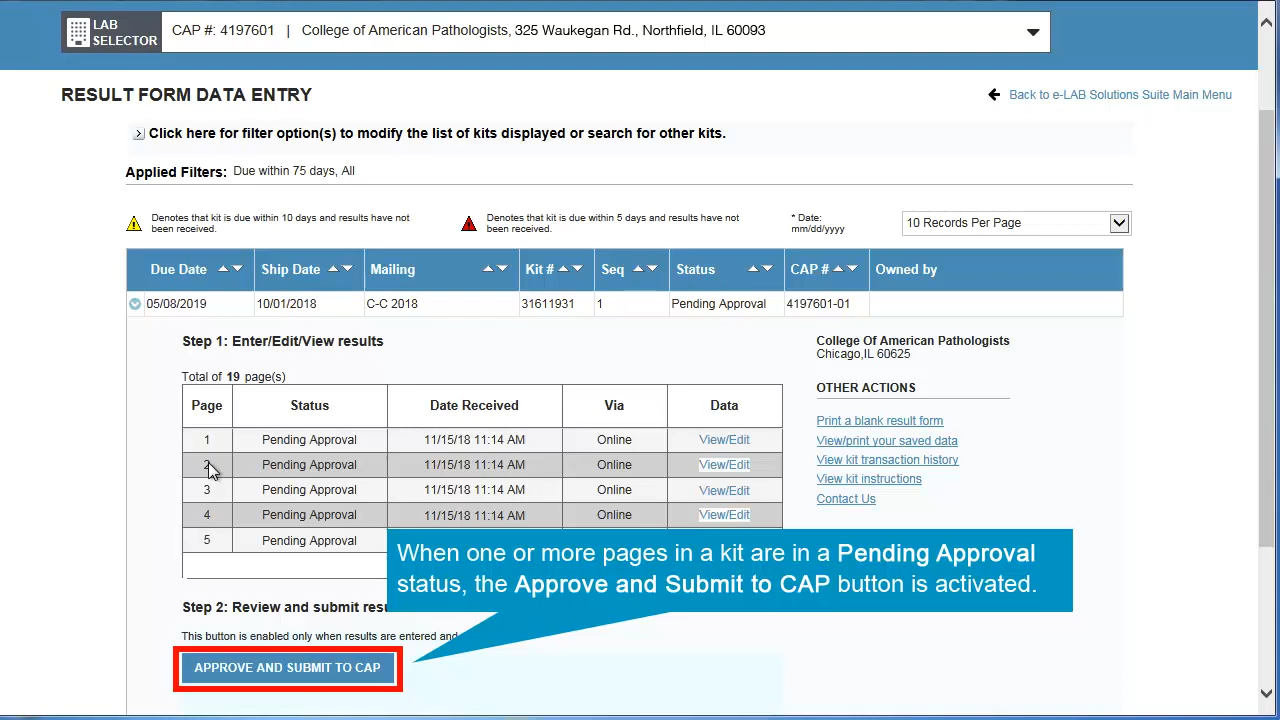 LAB SELECTOR
CAP #: 4197601 | College of American Pathologists, 325 Waukegan Rd., Northfield, IL 60093
RESULT FORM DATA ENTRY
Back to e-LAB Solutions Suite Main Menu
Click here for filter option(s) to modify the list of kits displayed or search for other kits.
Applied Filters: Due within 75 days, All
Denotes that kit is due within 10 days and results have not
been received.
Denotes that kit is due within 5 days and results have not
been received.
* Date:
mm/dd/yyyy
10 Records Per Page
Due Date Ship Date Mailing Kit # Seq Status CAP # Owned by
05/08/2019 10/01/2018 C-C 2018 31611931 1 Pending Approval 4197601-01
Step 1: Enter/Edit/View results
Total of 19 page(s)
Page Status Date Received Via Data
1 Pending Approval 11/15/18 11:14 AM Online View/Edit
2 Pending Approval 11/15/18 11:14 AM Online View/Edit
3 Pending Approval 11/15/18 11:14 AM Online View/Edit
4 Pending Approval 11/15/18 11:14 AM Online View/Edit
5 Pending Approval
College Of American Pathologists
Chicago,IL 60625
OTHER ACTIONS
Print a blank result form
View/print your saved data
View kit transaction history
View kit instructions
Contact Us
When one or more pages in a kit are in a Pending Approval
status, the Approve and Submit to CAP button is activated.
Step 2: Review and submit
This button is enabled only when results are entered and
APPROVE AND SUBMIT TO CAP